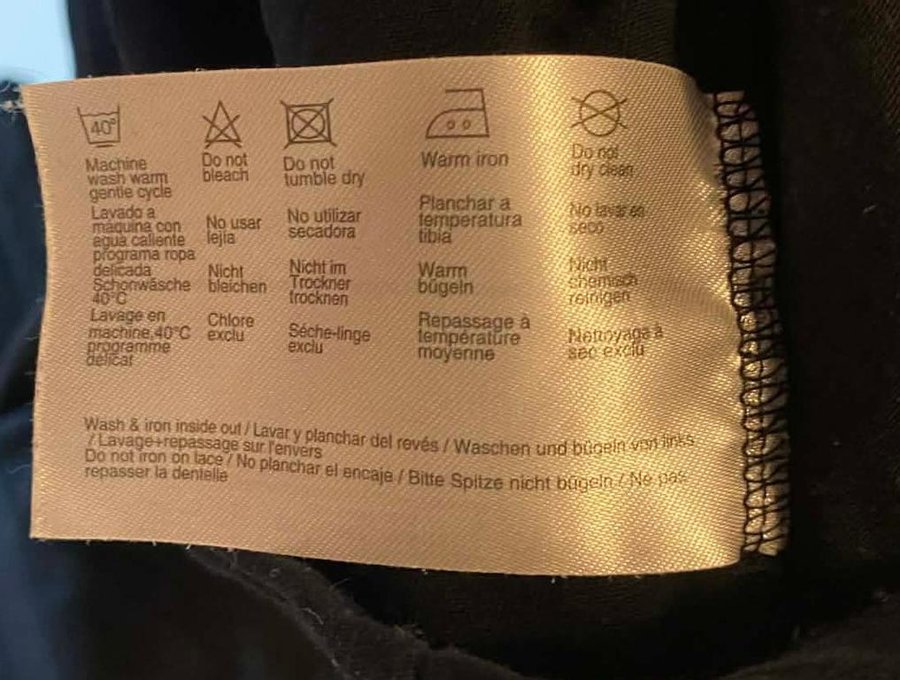 40°
Machine
wash warm
gentle cycle
Lavado a
máquina con
agua caliente
programa ropa
delicada
Schonwäsche
40°C
Lavage en
machine,40°C
programme
délicat
Do not
bleach
No usar
lejía
Nicht
bleichen
Chlore
exclu
Do not
tumble dry
No utilizar
secadora
Nicht im
Trockner
trocknen
Séche-linge
exclu
Warm iron
Planchar a
temperatura
tibia
Warm
bügeln
Repassage à
température
moyenne
Do not
dry clean
No lavar en
seco
Nicht
chemisch
reinigen
Nettoyage à
sec exclu
Wash & iron inside out / Lavar y planchar del revés / Waschen und bügeln von links
/ Lavage+repassage sur l'envers
Do not iron on lace / No planchar el encaje / Bitte Spitze nicht bügeln / Ne pas
repasser la dentelle